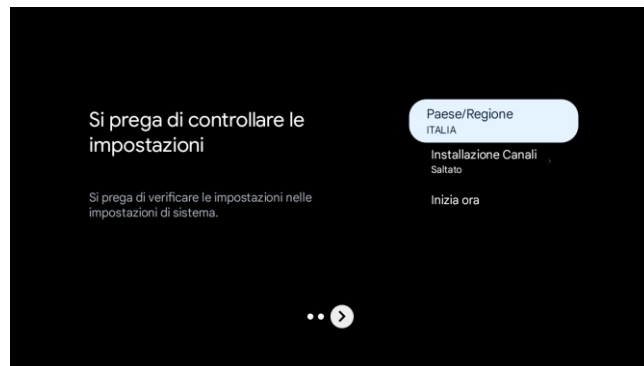 Si prega di controllare le
impostazioni
Si prega di verificare le impostazioni nelle
impostazioni di sistema.
Paese/Regione
ITALIA
Installazione Canali
Saltato
Inizia ora